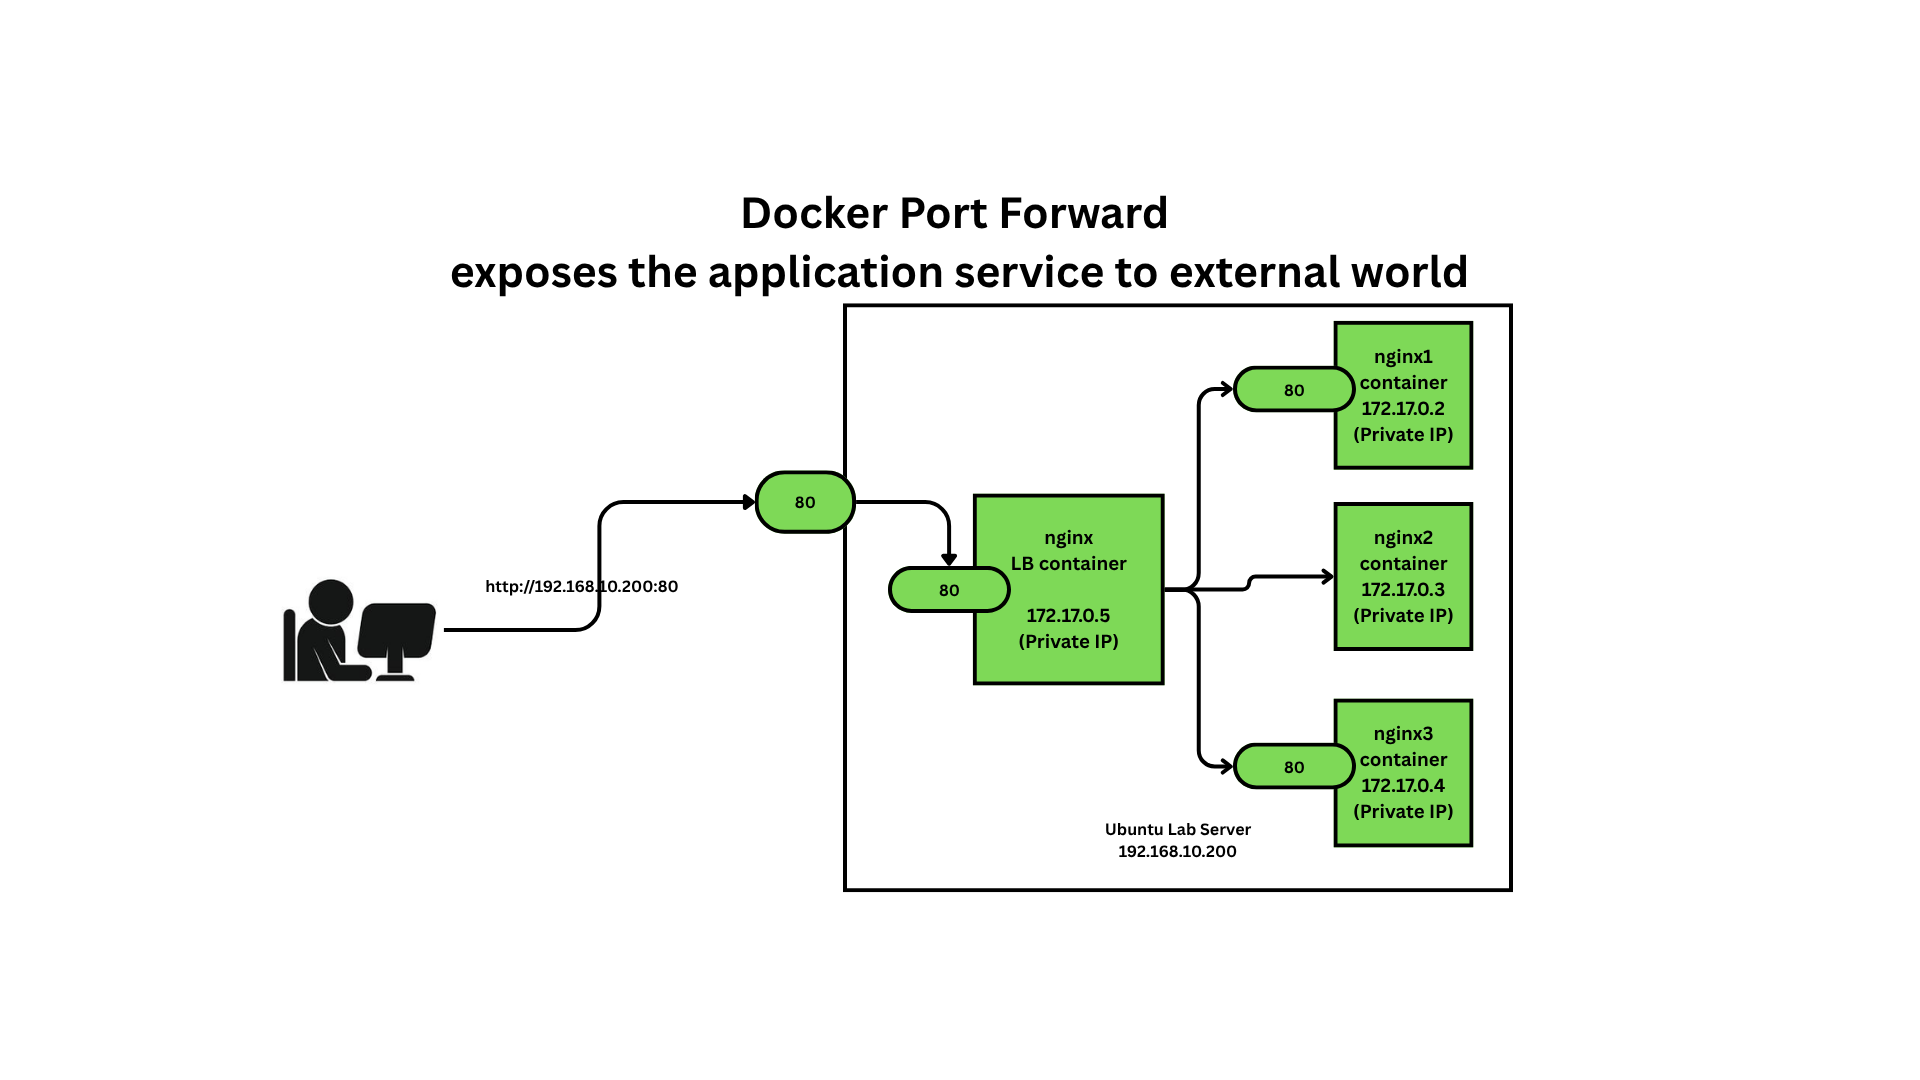 Docker Port Forward
exposes the application service to external world
http://192.168.10.200:80
80
80
nginx
LB container
172.17.0.5
(Private IP)
80
nginx1
container
172.17.0.2
(Private IP)
nginx2
container
172.17.0.3
(Private IP)
80
nginx3
container
172.17.0.4
(Private IP)
Ubuntu Lab Server
192.168.10.200